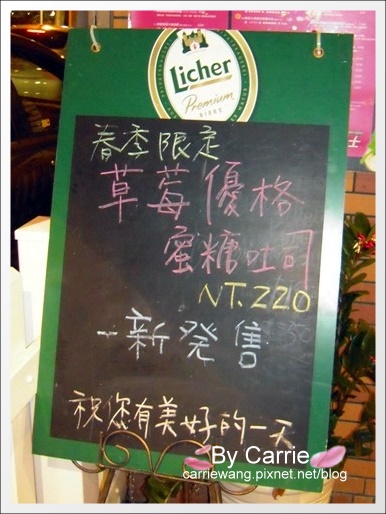 Licher
Premium
BIERE
春季限定
草莓優格
蜜糖吐司
NT.220
-新発售
祝您有美好的一天
By Carrie
carriewang.pixnet.net/blog